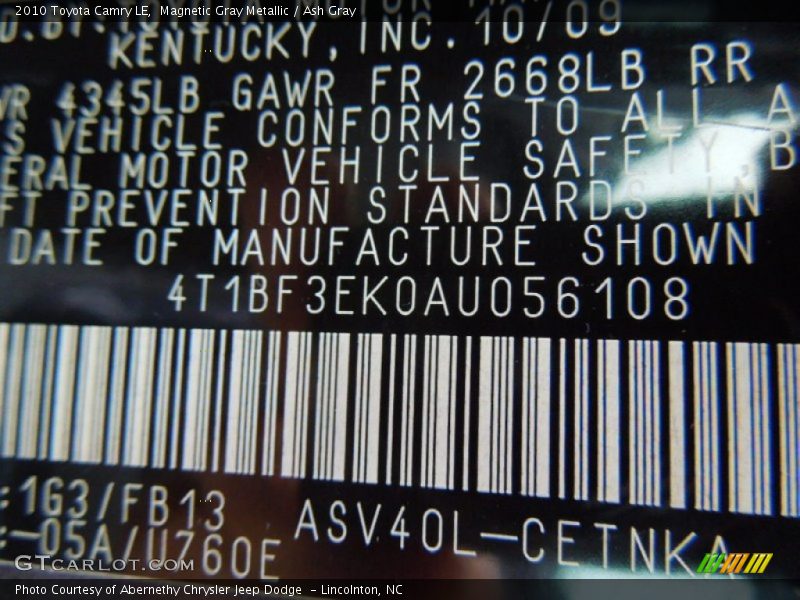 2010 Toyota Camry LE,  Magnetic Gray Metallic / Ash Gray
KENTUCKY, INC. 10/09
VR 4345LB GAWR FR 2668LB RR
S VEHICLE CONFORMS TO ALL A
ERAL MOTOR VEHICLE SAFETY, B
FT PREVENTION STANDARDS IN
DATE OF MANUFACTURE SHOWN
4T1BF3EK0AU056108
:1G3/FB13
ASV40L-CETNKA
:-05A/UZ60E
GTCarlot.com
Photo Courtesy of Abernethy Chrysler Jeep Dodge  - Lincolnton, NC